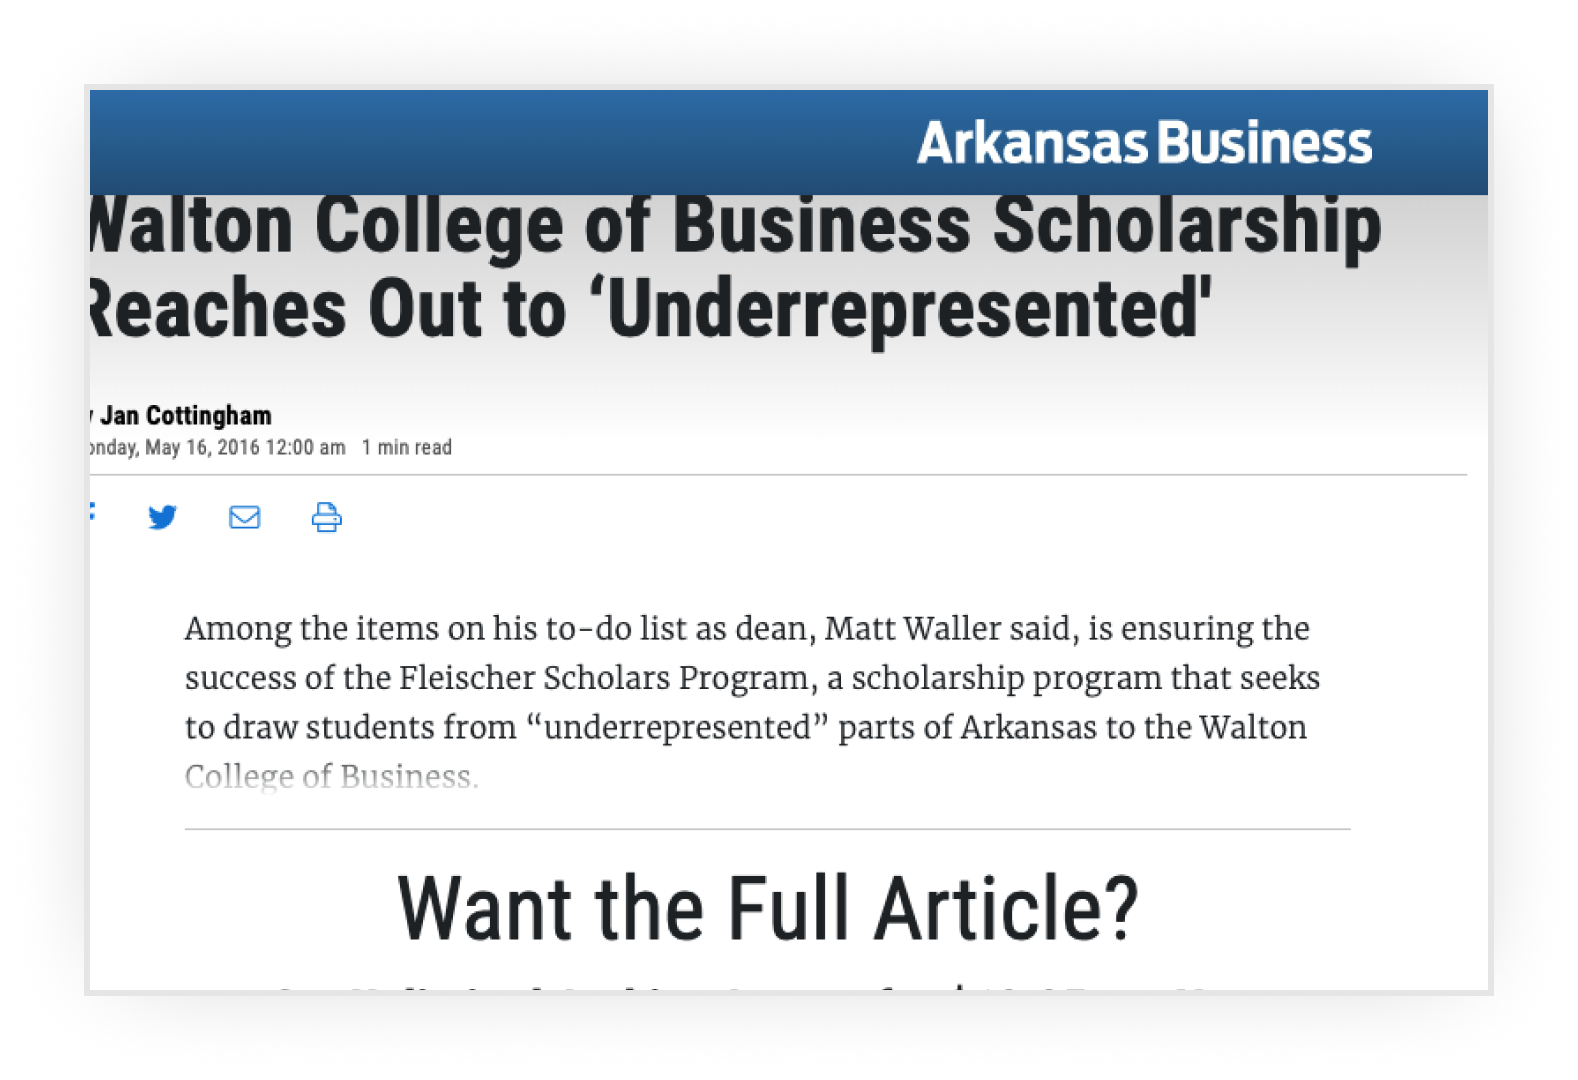 Arkansas Business
Walton College of Business Scholarship
Reaches Out to ‘Underrepresented'
Jan Cottingham
May 16, 2016 12:00 am 1 min read
Among the items on his to-do list as dean, Matt Waller said, is ensuring the
success of the Fleischer Scholars Program, a scholarship program that seeks
to draw students from “underrepresented” parts of Arkansas to the Walton
College of Business.
Want the Full Article?